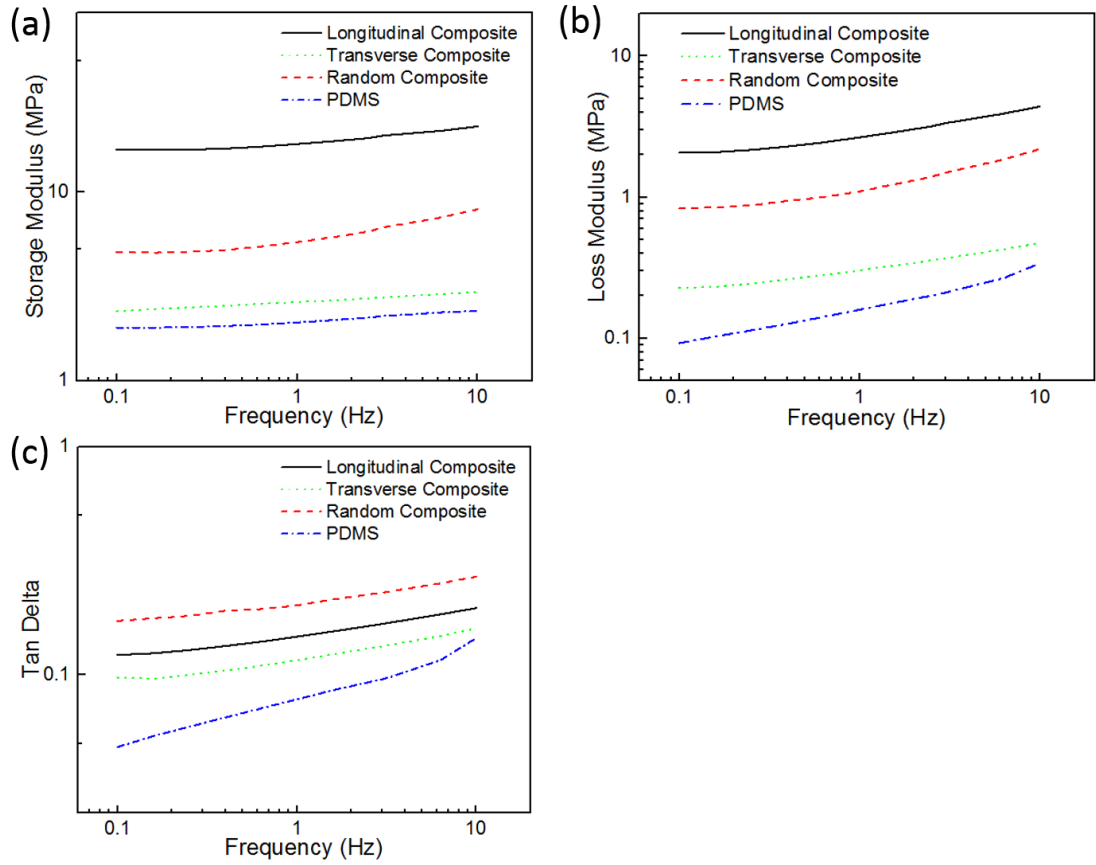 (a)
Longitudinal Composite
Transverse Composite
Random Composite
PDMS
Storage Modulus (MPa)
10
1
0.1
1
10
Frequency (Hz)
(b)
Longitudinal Composite
Transverse Composite
Random Composite
PDMS
Loss Modulus (MPa)
10
1
0.1
0.1
1
10
Frequency (Hz)
(c)
Longitudinal Composite
Transverse Composite
Random Composite
PDMS
Tan Delta
1
0.1
0.1
1
10
Frequency (Hz)